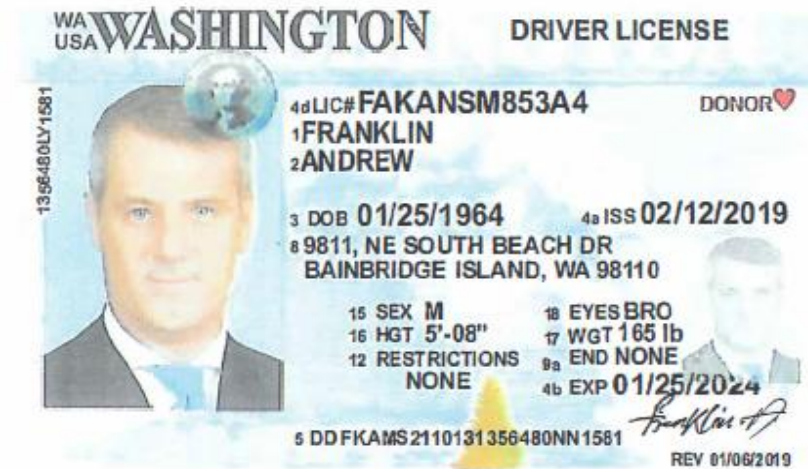 WA USA WASHINGTON DRIVER LICENSE
1356480LY1581
4d LIC# FAKANSM853A4 DONOR
1 FRANKLIN
2 ANDREW
3 DOB 01/25/1964 4a ISS 02/12/2019
8 9811, NE SOUTH BEACH DR
BAINBRIDGE ISLAND, WA 98110
15 SEX M 18 EYES BRO
16 HGT 5'-08" 17 WGT 165 lb
12 RESTRICTIONS 9a END NONE
NONE 4b EXP 01/25/2024
Franklin A
5 DD FKAMS2110131356480NN1581
REV 01/06/2019